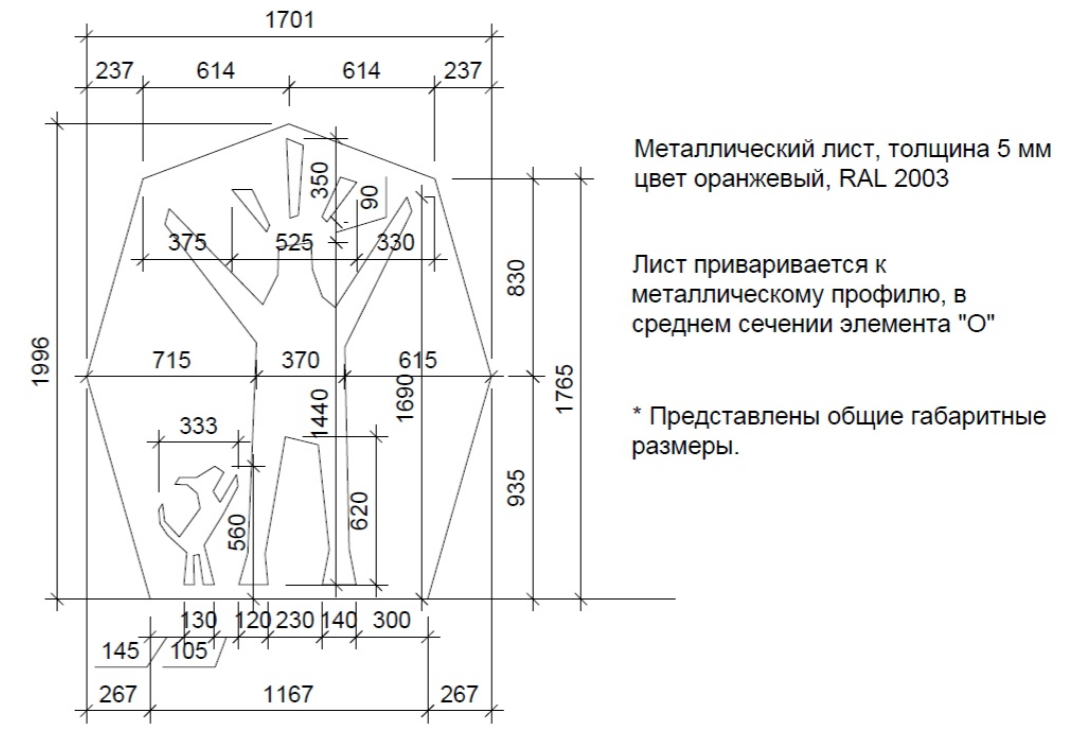 1701
237 614 614 237
Металлический лист, толщина 5 мм
цвет оранжевый, RAL 2003
350
90
375 525 330
Лист приваривается к
металлическому профилю, в
среднем сечении элемента "О"
830
1996
715 370 615
1765
1690
1440
* Представлены общие габаритные
размеры.
333
935
560
620
130 120 230 140 300
145 105
267 1167 267